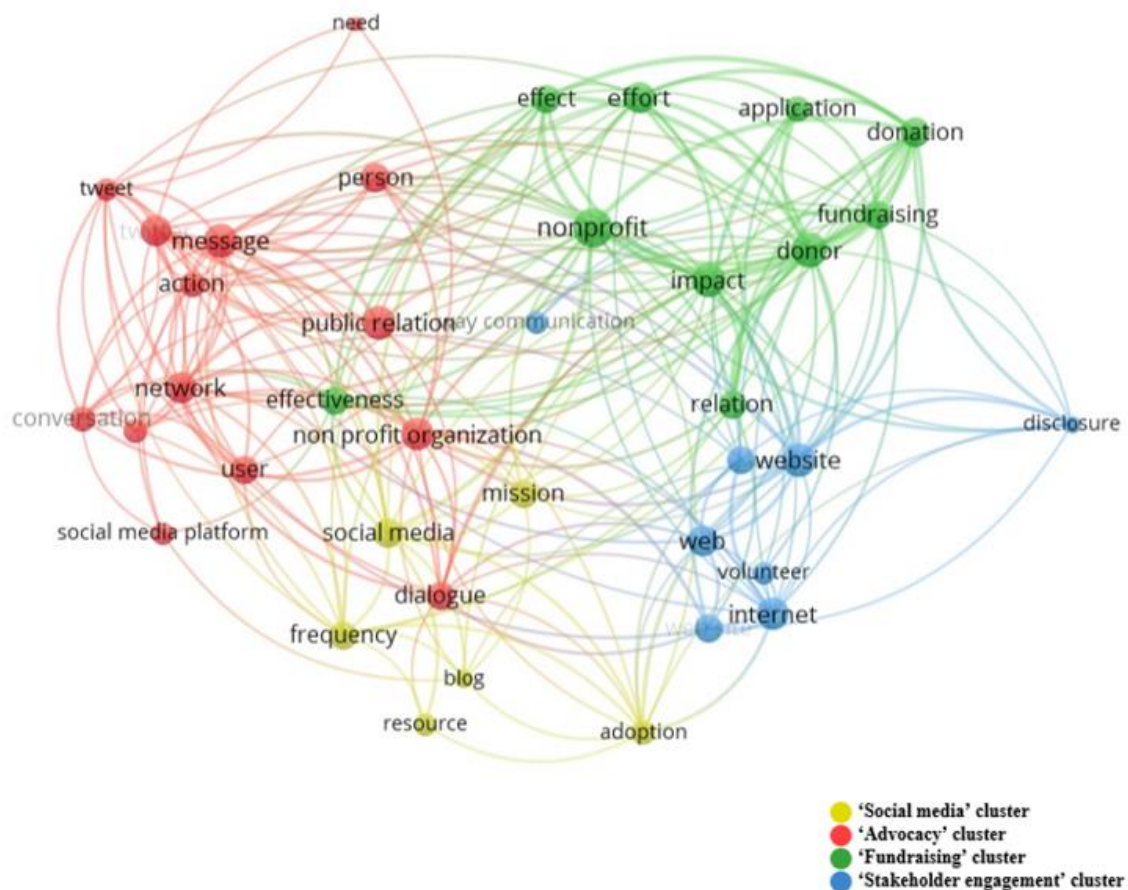 need
effect
effort
application
donation
tweet
person
fundraising
nonprofit
message
donor
action
impact
public relation
way communication
network
effectiveness
relation
conversation
disclosure
non profit organization
website
user
mission
social media platform
social media
web
volunteer
dialogue
internet
frequency
blog
resource
adoption
‘Social media’ cluster
‘Advocacy’ cluster
‘Fundraising’ cluster
‘Stakeholder engagement’ cluster